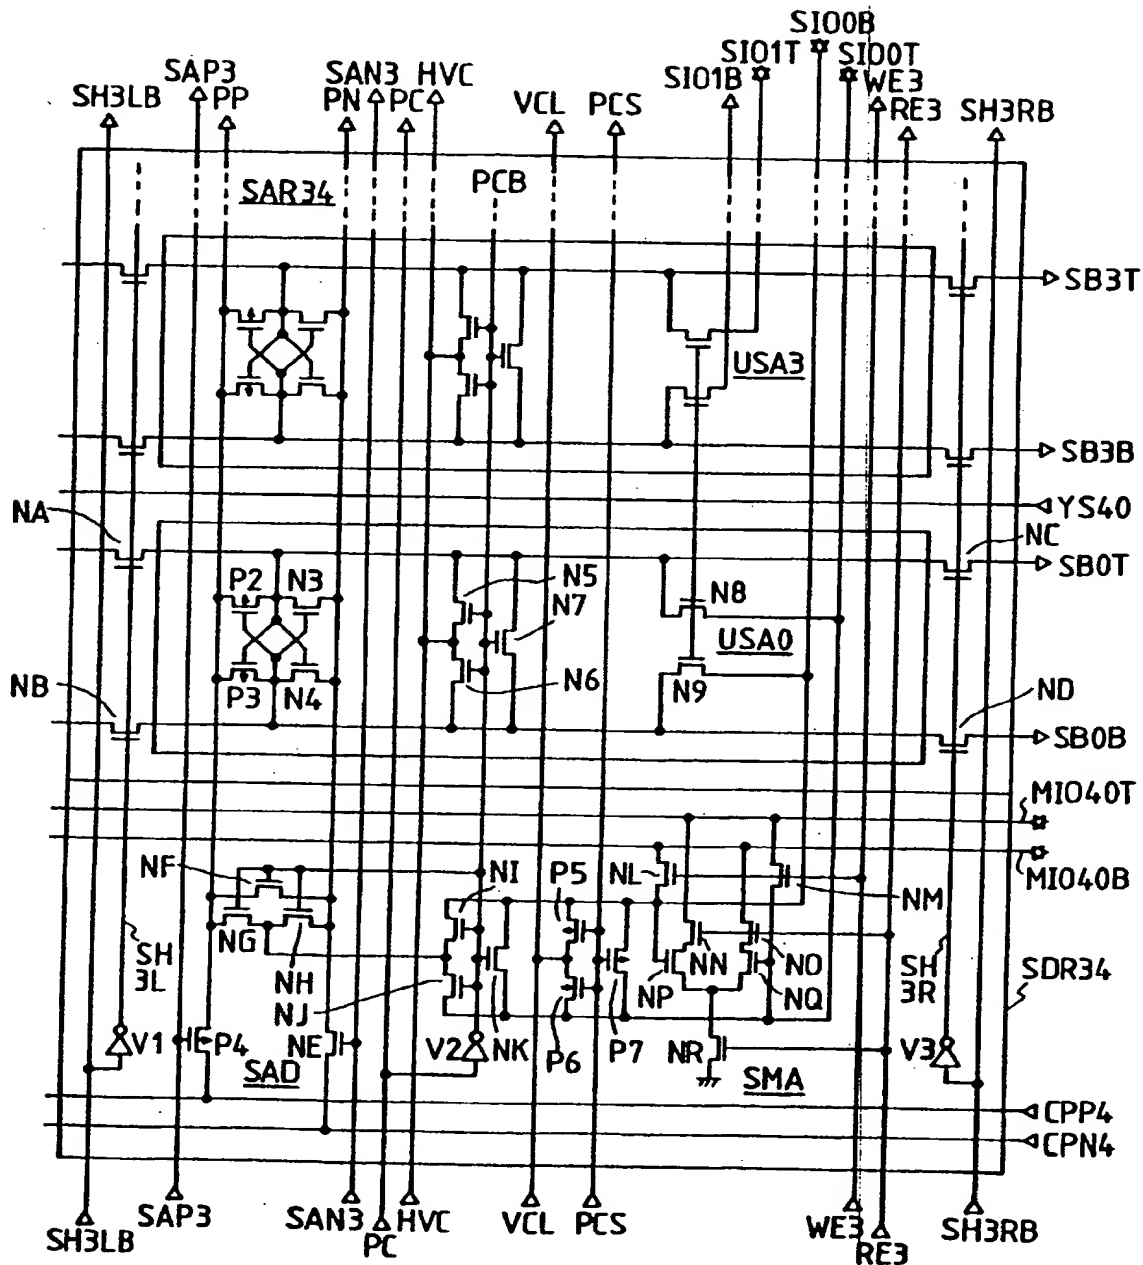 SIO0B
SIO1T
SIO0T
SAP3
SAN3
HVC
SIO1B
WE3
SH3LB
PP
PN
PC
VCL
PCS
RE3
SH3RB
SAR34
PCB
SB3T
USA3
SB3B
NA
YS40
NC
SB0T
P2
N3
N5
N7
N8
USA0
P3
N4
N6
N9
NB
ND
SB0B
MIO40T
NF
NI
P5
NL
NM
MIO40B
NG
NH
NN
NO
SH
3L
NJ
NP
NQ
SH
3R
SDR34
V1
P4
NE
V2
NK
P6
P7
NR
V3
SAD
SMA
CPP4
CPN4
SH3LB
SAP3
SAN3
PC
HVC
VCL
PCS
WE3
RE3
SH3RB